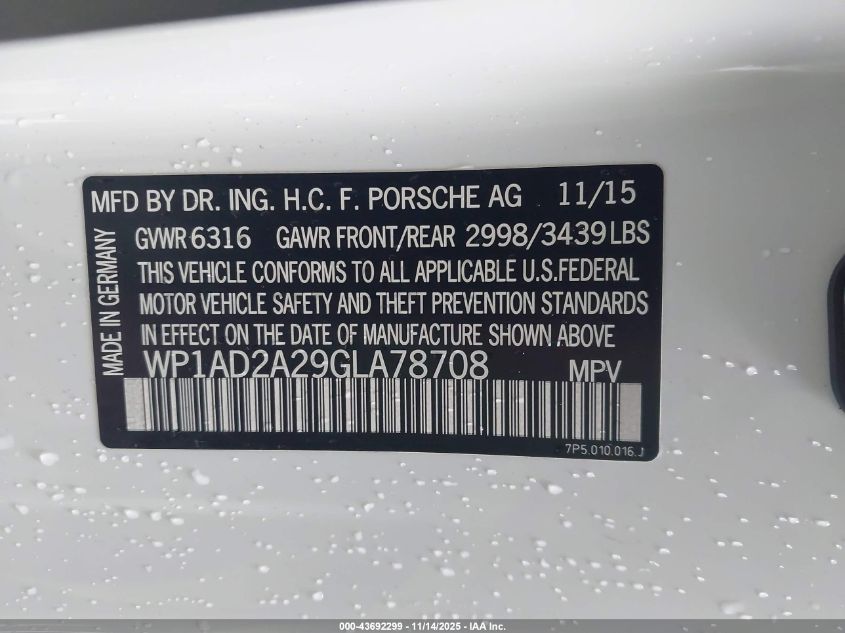 MFD BY DR. ING. H.C. F. PORSCHE AG 11/15
GVWR 6316 GAWR FRONT/REAR 2998/3439 LBS
THIS VEHICLE CONFORMS TO ALL APPLICABLE U.S.FEDERAL
MOTOR VEHICLE SAFETY AND THEFT PREVENTION STANDARDS
IN EFFECT ON THE DATE OF MANUFACTURE SHOWN ABOVE
WP1AD2A29GLA78708 MPV
MADE IN GERMANY
7P5.010.016.J
000-43692299 - 11/14/2025 - IAA Inc.